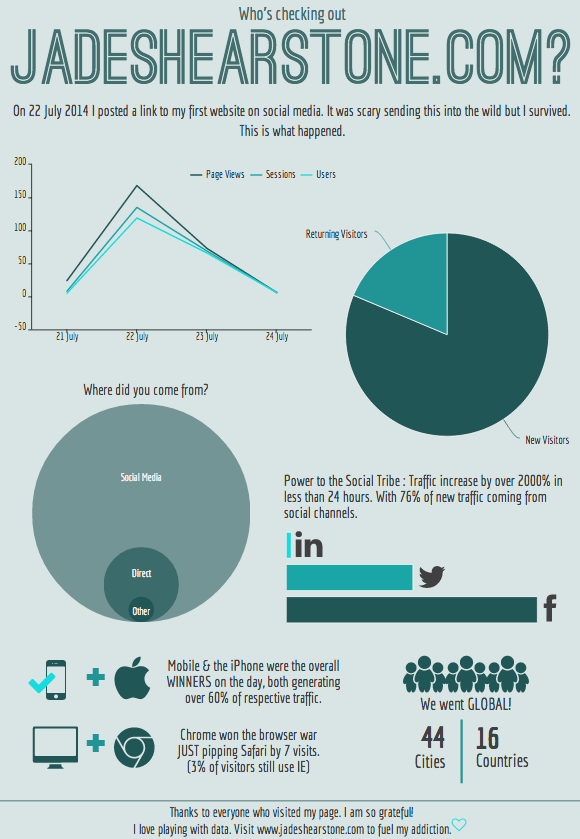 Who's checking out
JADESHEARSTONE.COM?
On 22 July 2014 I posted a link to my first website on social media. It was scary sending this into the wild but I survived.
This is what happened.
Page Views
Sessions
Users
200
150
100
50
0
-50
21 July
22 July
23 July
24 July
Returning Visitors
New Visitors
Where did you come from?
Social Media
Direct
Other
Power to the Social Tribe : Traffic increase by over 2000% in
less than 24 hours. With 76% of new traffic coming from
social channels.
in
f
Mobile & the iPhone were the overall
WINNERS on the day, both generating
over 60% of respective traffic.
Chrome won the browser war
JUST pipping Safari by 7 visits.
(3% of visitors still use IE)
We went GLOBAL!
44
Cities
16
Countries
Thanks to everyone who visited my page. I am so grateful!
I love playing with data. Visit www.jadeshearstone.com to fuel my addiction.